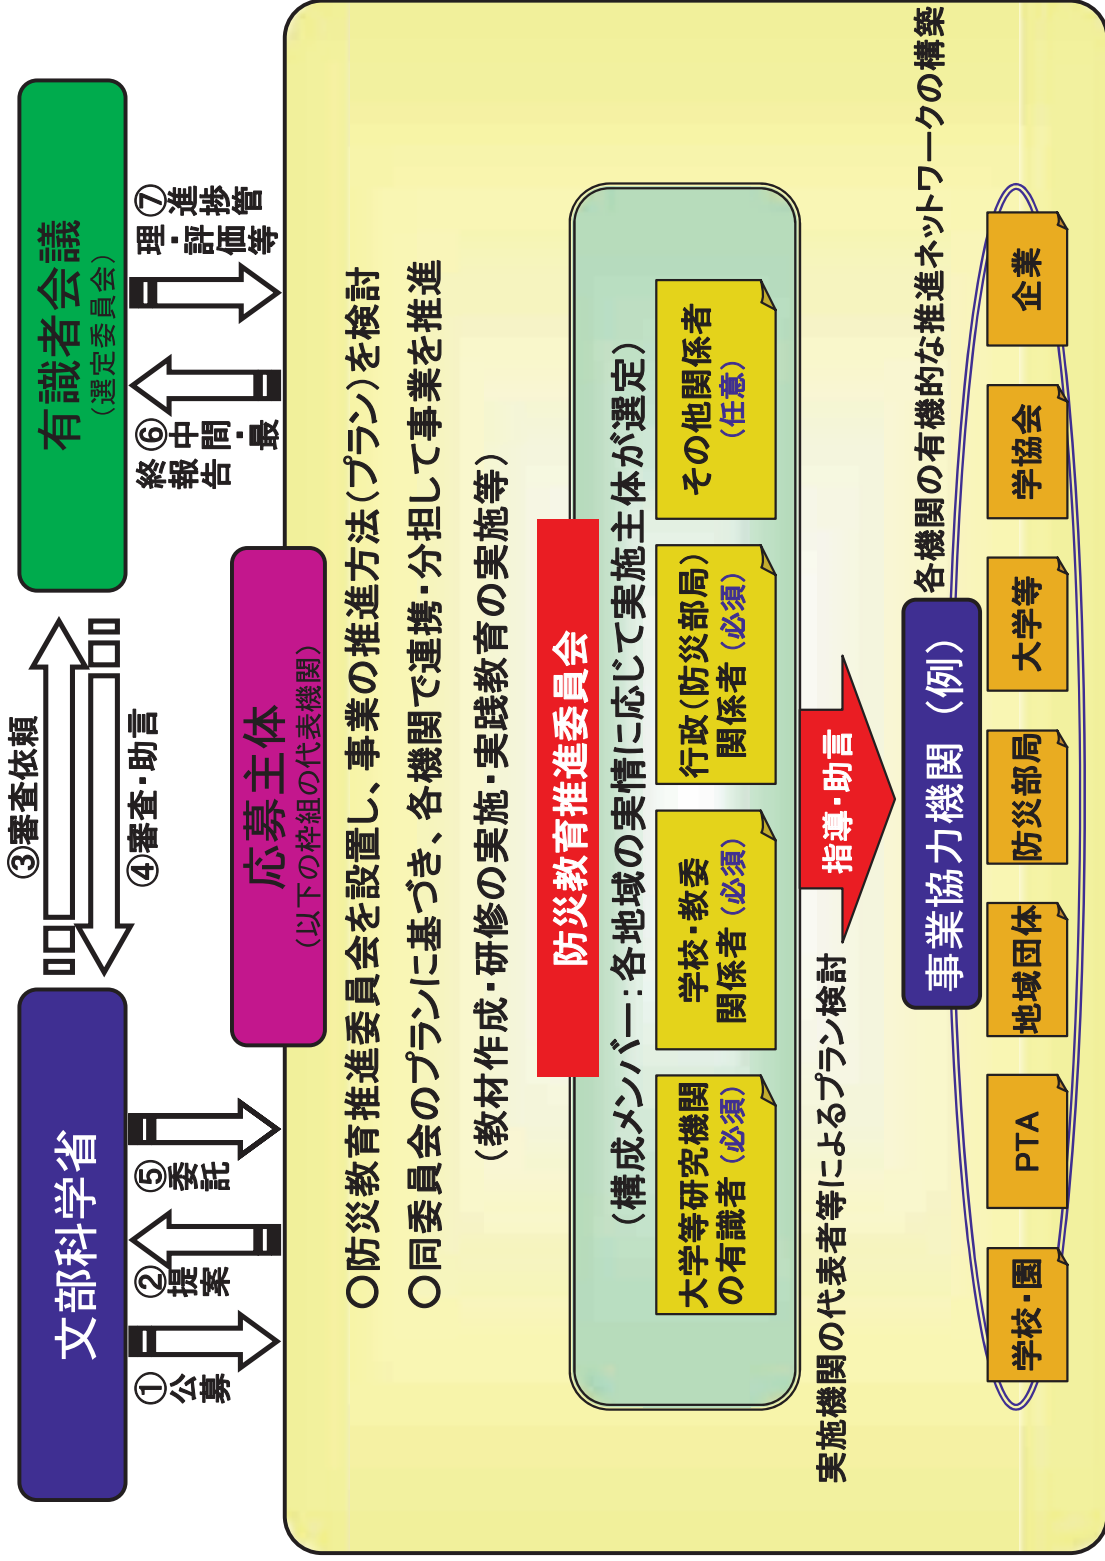 文部科学省
③審査依頼
④審査・助言
有識者会議
(選定委員会)
①公
募
②提
案
⑤委
託
⑥中間・最
終報告
⑦進捗管
理・評価等
応募主体
(以下の枠組の代表機関)
○防災教育推進委員会を設置し、事業の推進方法(プラン)を検討
○同委員会のプランに基づき、各機関で連携・分担して事業を推進
(教材作成・研修の実施・実践教育の実施等)
防災教育推進委員会
(構成メンバー:各地域の実情に応じて実施主体が選定)
大学等研究機関
の有識者(必須)
学校・教委
関係者(必須)
行政(防災部局)
関係者(必須)
その他関係者
(任意)
実施機関の代表者等によるプラン検討
指導・助言
事業協力機関 (例)
各機関の有機的な推進ネットワークの構築
学校・園
PTA
地域団体
防災部局
大学等
学協会
企業